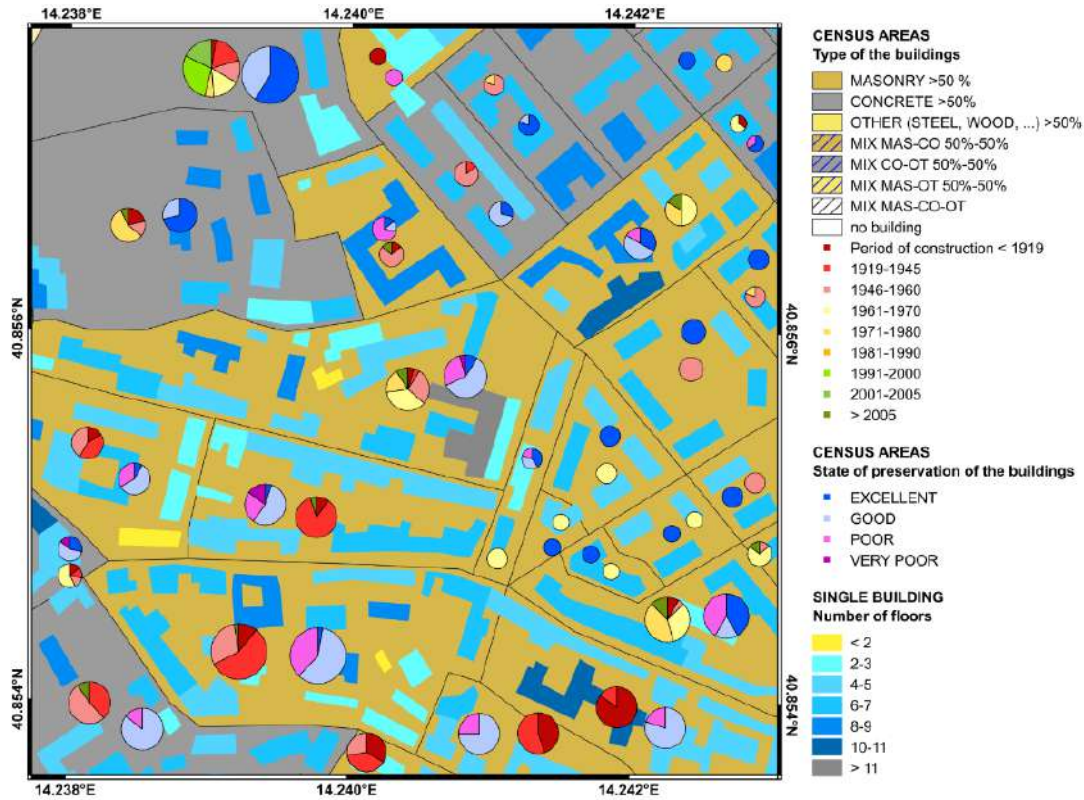 14.238°E 14.240°E 14.242°E
40.856°N
40.854°N
40.856°N
40.854°N
14.238°E 14.240°E 14.242°E
CENSUS AREAS
Type of the buildings
MASONRY >50 %
CONCRETE >50%
OTHER (STEEL, WOOD, ...) >50%
MIX MAS-CO 50%-50%
MIX CO-OT 50%-50%
MIX MAS-OT 50%-50%
MIX MAS-CO-OT
no building
Period of construction < 1919
1919-1945
1946-1960
1961-1970
1971-1980
1981-1990
1991-2000
2001-2005
> 2005
CENSUS AREAS
State of preservation of the buildings
EXCELLENT
GOOD
POOR
VERY POOR
SINGLE BUILDING
Number of floors
< 2
2-3
4-5
6-7
8-9
10-11
> 11